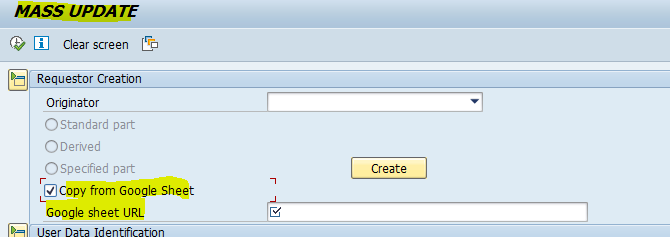 MASS UPDATE
Clear screen
Requestor Creation
Originator
Standard part
Derived
Specified part
Create
Copy from Google Sheet
Google sheet URL
User Data Identification